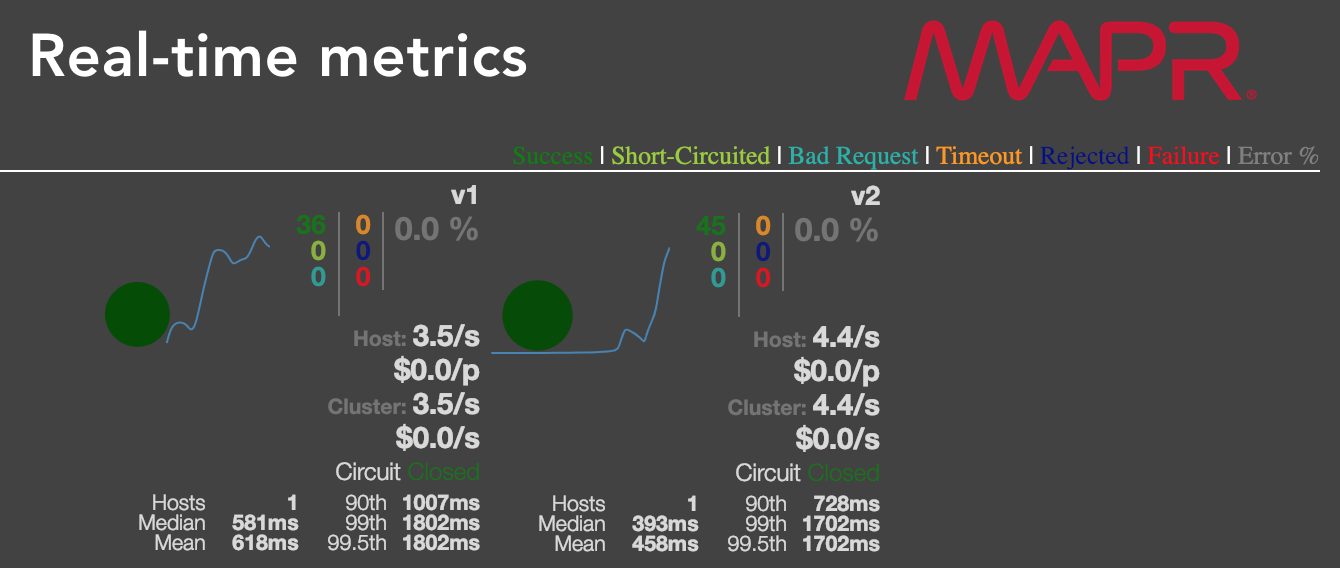 Real-time metrics
MAPR®
Success | Short-Circuited | Bad Request | Timeout | Rejected | Failure | Error %
v1
36 0 0.0 %
0 0
0 0
Host: 3.5/s
$0.0/p
Cluster: 3.5/s
$0.0/s
Circuit Closed
Hosts 1 90th 1007ms
Median 581ms 99th 1802ms
Mean 618ms 99.5th 1802ms
v2
45 0 0.0 %
0 0
0 0
Host: 4.4/s
$0.0/p
Cluster: 4.4/s
$0.0/s
Circuit Closed
Hosts 1 90th 728ms
Median 393ms 99th 1702ms
Mean 458ms 99.5th 1702ms